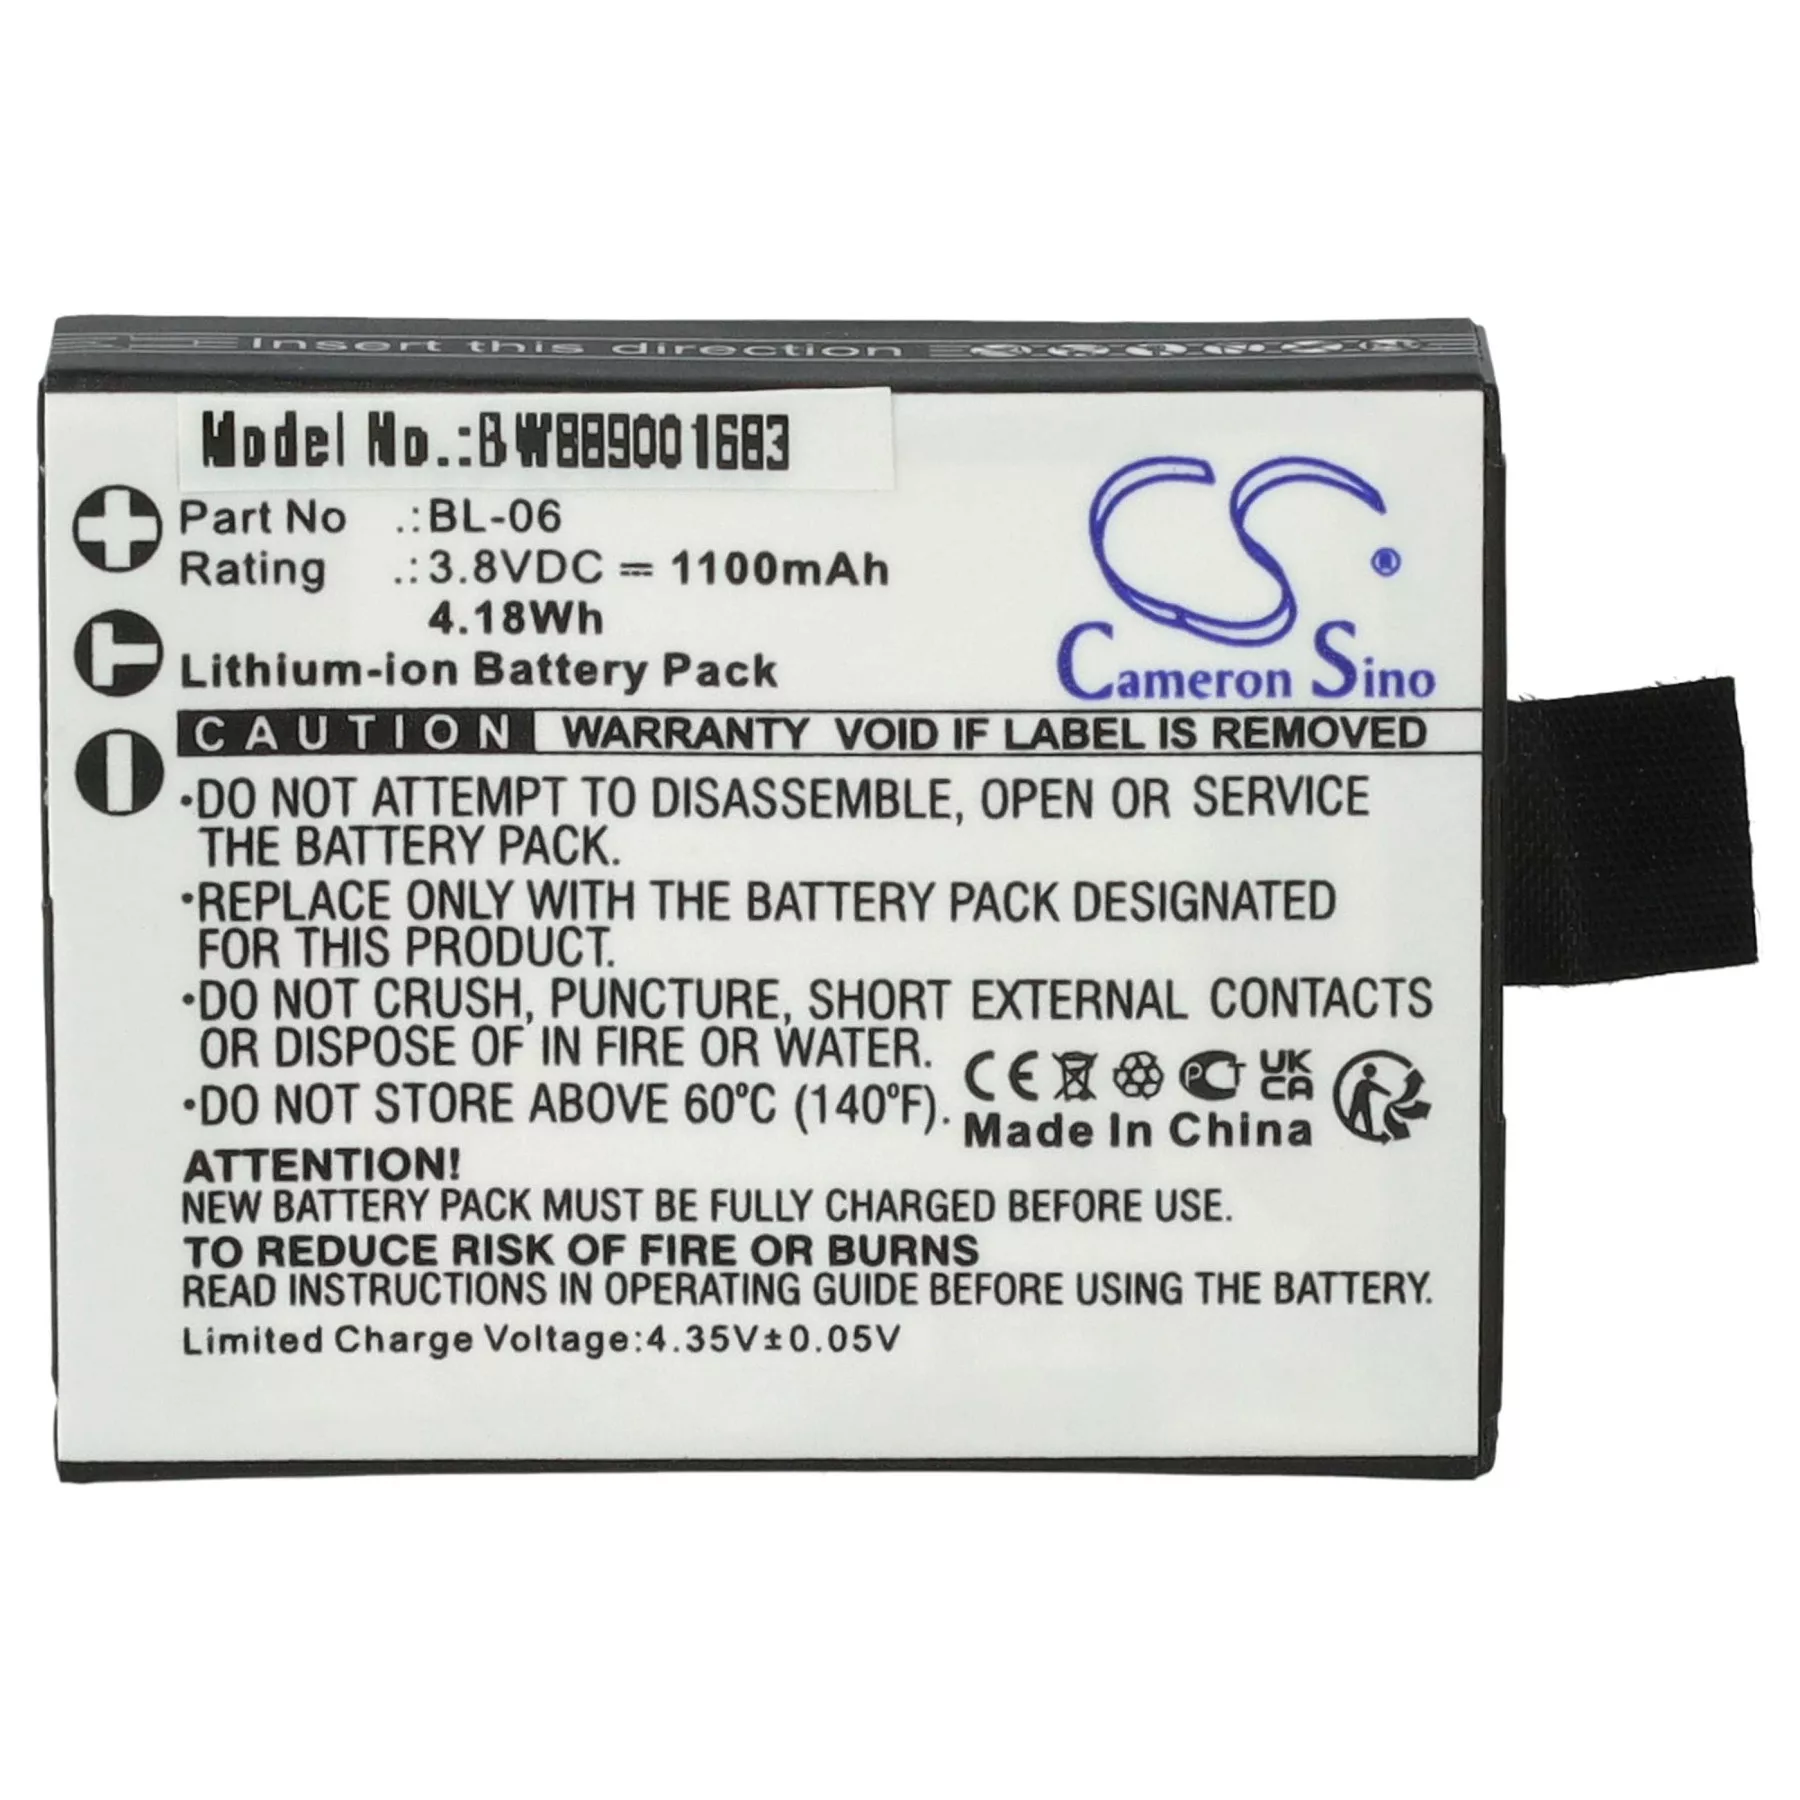 Insert this direction
Model No.:BW889001683
Part No .:BL-06
Rating .:3.8VDC ⎓ 1100mAh
4.18Wh
Lithium-ion Battery Pack
CS ®
Cameron Sino
CAUTION WARRANTY VOID IF LABEL IS REMOVED
•DO NOT ATTEMPT TO DISASSEMBLE, OPEN OR SERVICE
THE BATTERY PACK.
•REPLACE ONLY WITH THE BATTERY PACK DESIGNATED
FOR THIS PRODUCT.
•DO NOT CRUSH, PUNCTURE, SHORT EXTERNAL CONTACTS
OR DISPOSE OF IN FIRE OR WATER.
•DO NOT STORE ABOVE 60ºC (140ºF).
CE PCT UK
CA
Made In China
ATTENTION!
NEW BATTERY PACK MUST BE FULLY CHARGED BEFORE USE.
TO REDUCE RISK OF FIRE OR BURNS
READ INSTRUCTIONS IN OPERATING GUIDE BEFORE USING THE BATTERY.
Limited Charge Voltage:4.35V±0.05V